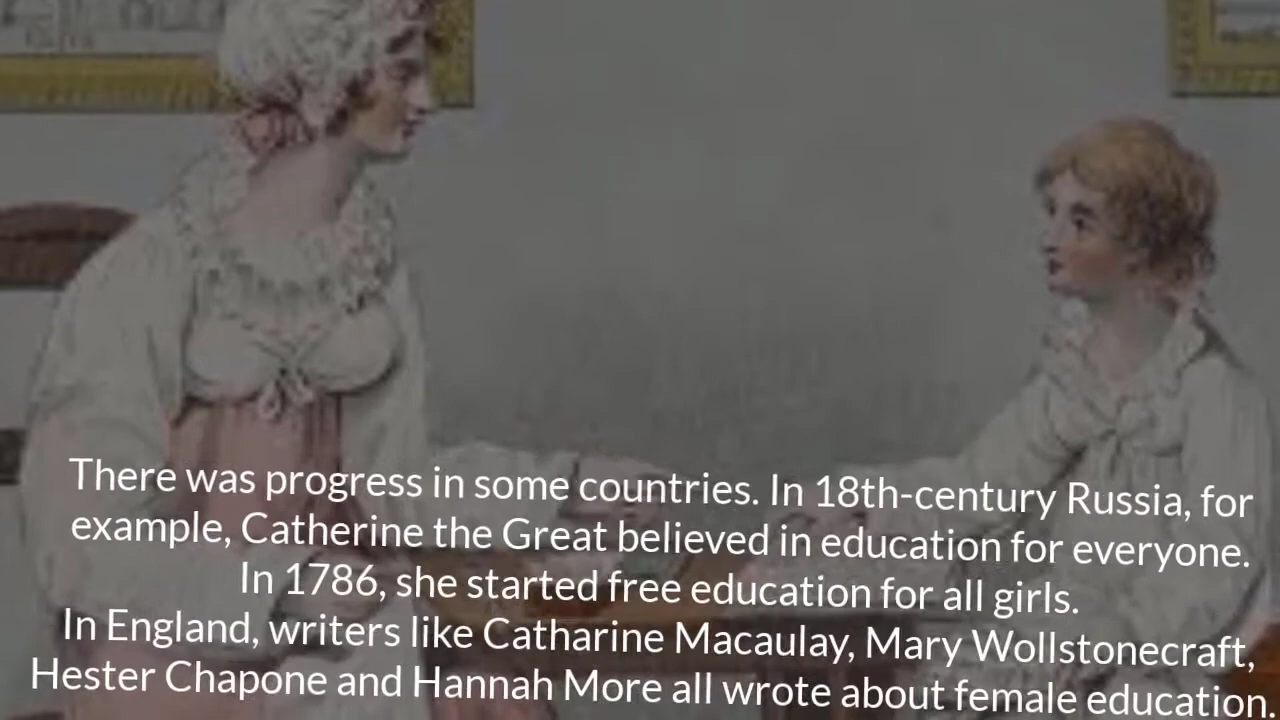 There was progress in some countries. In 18th-century Russia, for
example, Catherine the Great believed in education for everyone.
In 1786, she started free education for all girls.
In England, writers like Catharine Macaulay, Mary Wollstonecraft,
Hester Chapone and Hannah More all wrote about female education.